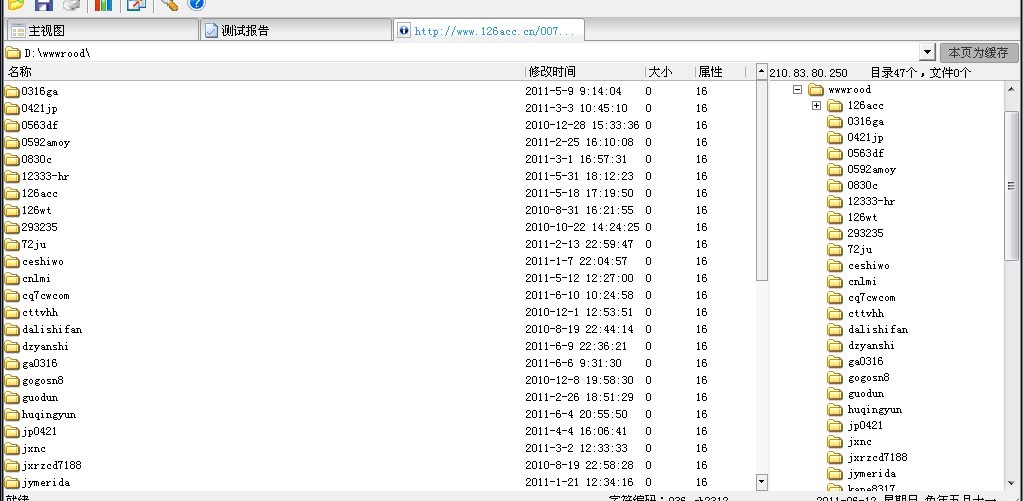 主视图 测试报告 http://www.126acc.cn/007...
D:\wwwrood\ 本页为缓存
名称 修改时间 大小 属性 210.83.80.250 目录47个，文件0个
0316ga 2011-5-9 9:14:04 0 16
0421jp 2011-3-3 10:45:10 0 16
0563df 2010-12-28 15:33:36 0 16
0592amoy 2011-2-25 16:10:08 0 16
0830c 2011-3-1 16:57:31 0 16
12333-hr 2011-5-31 18:12:23 0 16
126acc 2011-5-18 17:19:50 0 16
126wt 2010-8-31 16:21:55 0 16
293235 2010-10-22 14:24:25 0 16
72ju 2011-2-13 22:59:47 0 16
ceshiwo 2011-1-7 22:04:57 0 16
cnlmi 2011-5-12 12:27:00 0 16
cq7cwcom 2011-6-10 10:24:58 0 16
cttvhh 2010-12-1 12:53:51 0 16
dalishifan 2010-8-19 22:44:14 0 16
dzyanshi 2011-6-9 22:36:21 0 16
ga0316 2011-6-6 9:31:30 0 16
gogosn8 2010-12-8 19:58:30 0 16
guodun 2011-2-26 18:51:29 0 16
huqingyun 2011-6-4 20:55:50 0 16
jp0421 2011-4-4 16:06:41 0 16
jxnc 2011-3-2 12:33:33 0 16
jxrzcd7188 2010-8-19 22:58:28 0 16
jymerida 2011-1-21 12:34:16 0 16
wwwrood
126acc
0316ga
0421jp
0563df
0592amoy
0830c
12333-hr
126wt
293235
72ju
ceshiwo
cnlmi
cq7cwcom
cttvhh
dalishifan
dzyanshi
ga0316
gogosn8
guodun
huqingyun
jp0421
jxnc
jxrzcd7188
jymerida